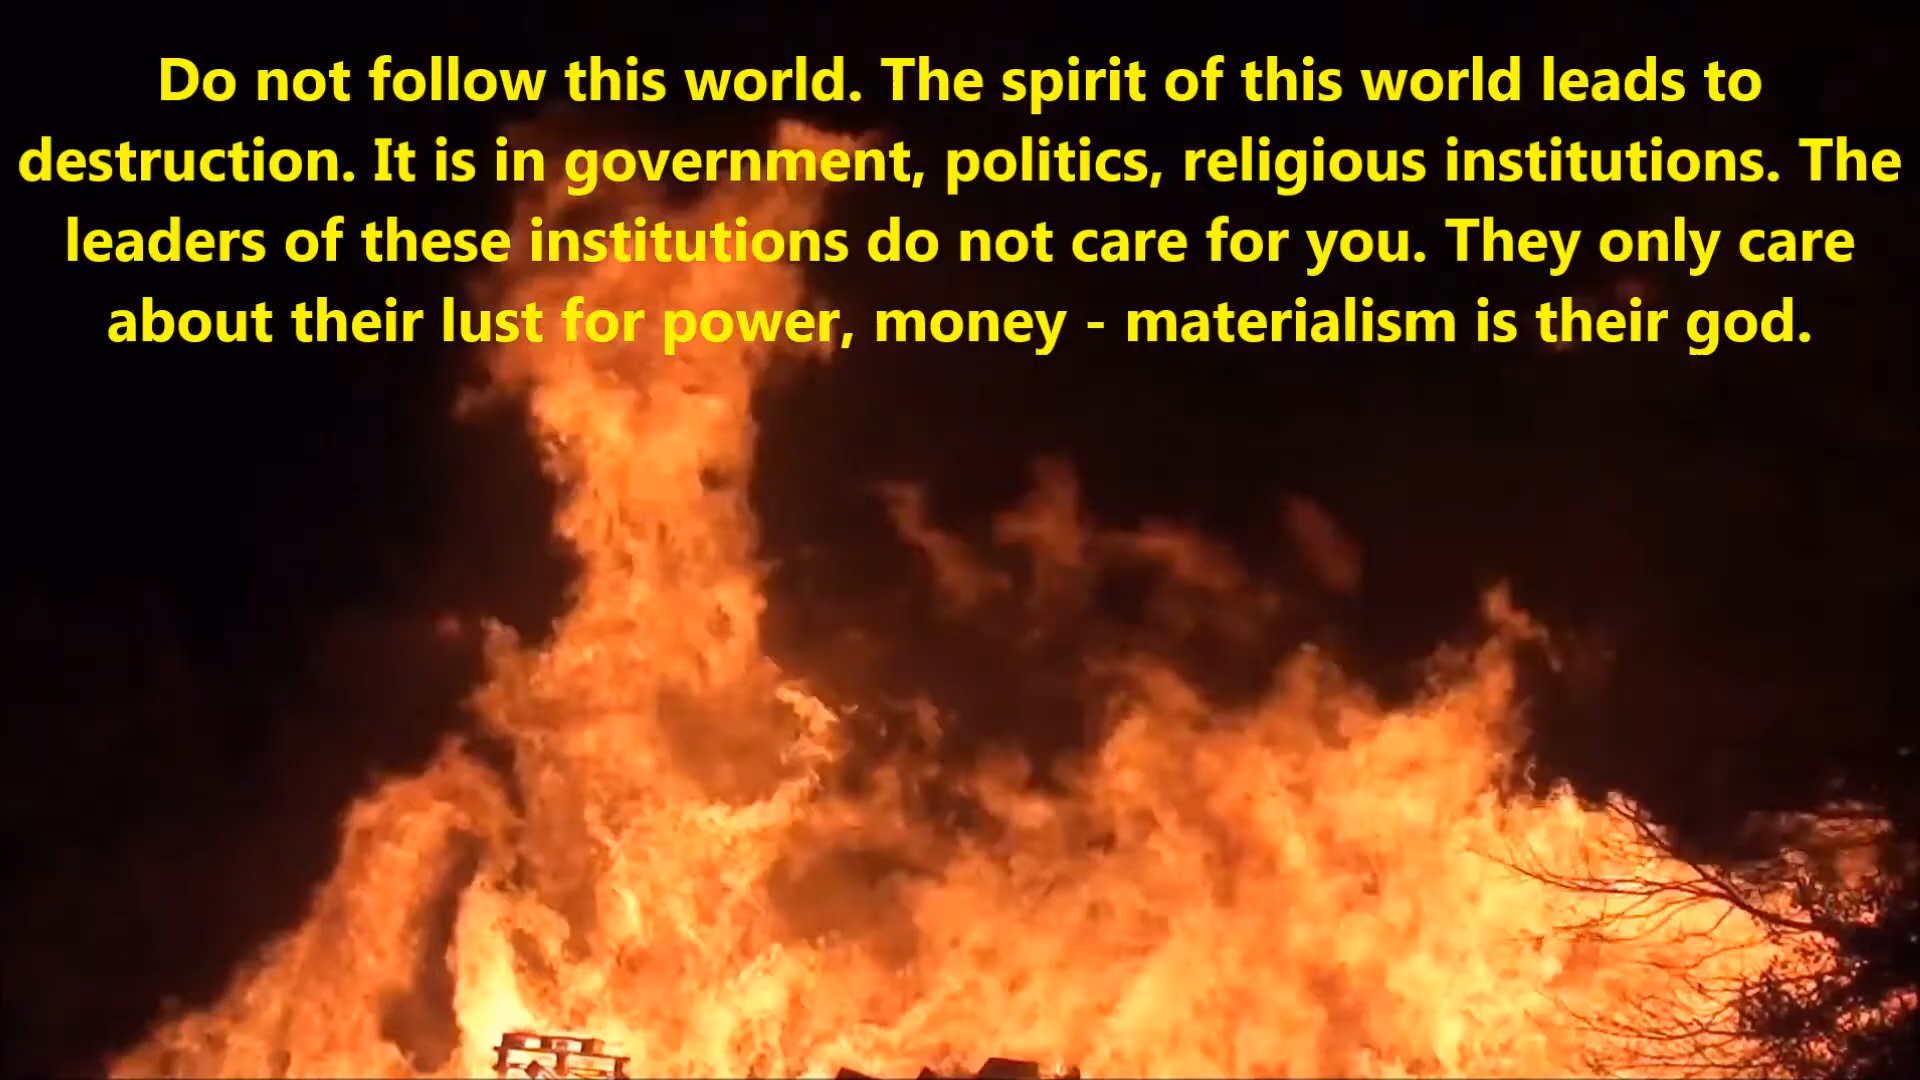 Do not follow this world. The spirit of this world leads to
destruction. It is in government, politics, religious institutions. The
leaders of these institutions do not care for you. They only care
about their lust for power, money - materialism is their god.